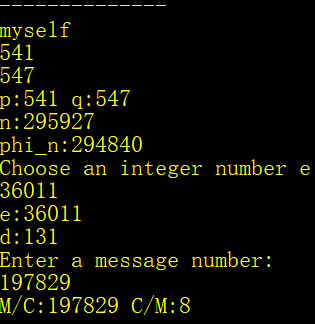 --------------
myself
541
547
p:541 q:547
n:295927
phi_n:294840
Choose an integer number e
36011
e:36011
d:131
Enter a message number:
197829
M/C:197829 C/M:8